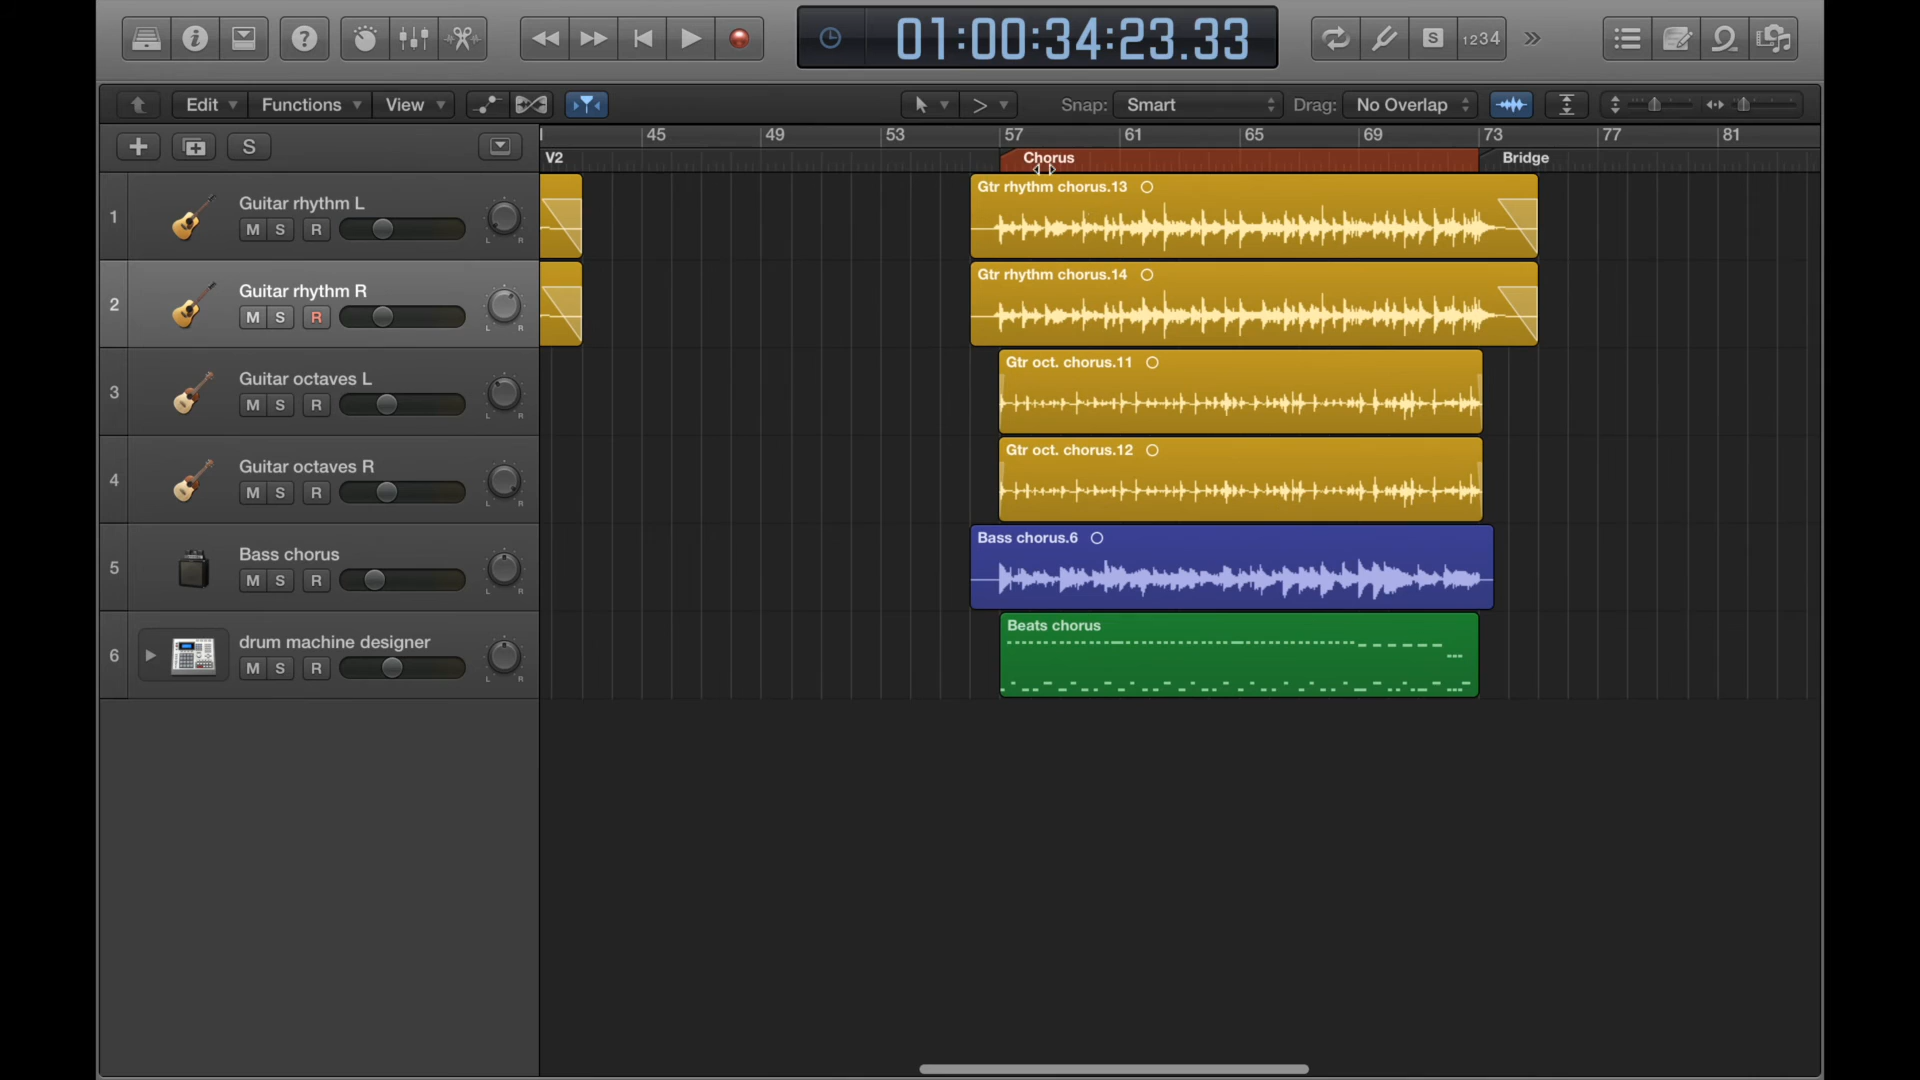 01:00:34:23.33
S
1234
Edit
Functions
View
Snap: Smart
Drag: No Overlap
S
45 49 53 57 61 65 69 73 77 81
V2
Chorus
Bridge
1
Guitar rhythm L
M S R
L R
Gtr rhythm chorus.13
2
Guitar rhythm R
M S R
L R
Gtr rhythm chorus.14
3
Guitar octaves L
M S R
L R
Gtr oct. chorus.11
4
Guitar octaves R
M S R
L R
Gtr oct. chorus.12
5
Bass chorus
M S R
L R
Bass chorus.6
6
drum machine designer
M S R
L R
Beats chorus